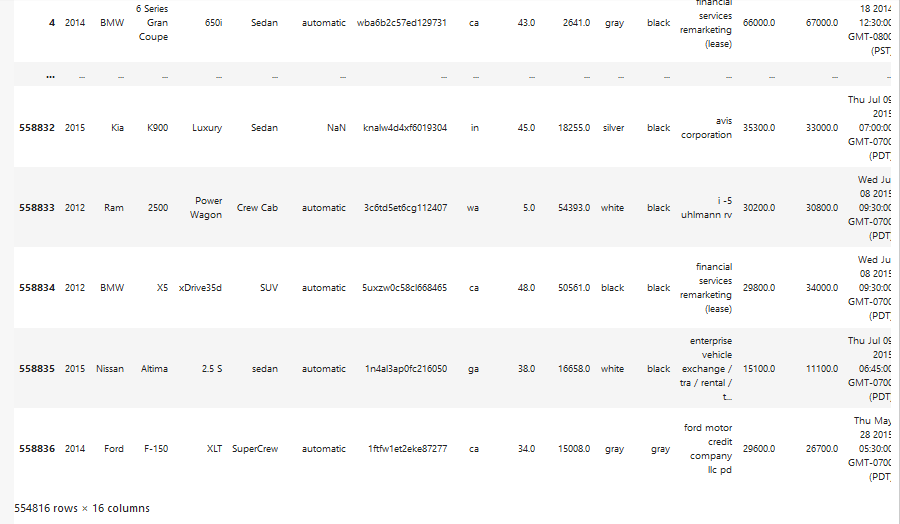 financial
6 Series 18 2014
4 2014 BMW Gran 650i Sedan automatic wba6b2c57ed129731 ca 43.0 2641.0 gray black services 66000.0 67000.0 12:30:00
Coupe remarketing GMT-0800
(lease) (PST)
... ... ... ... ... ... ... ... ... ... ... ... ... ... ... ... ...
Thu Jul 09
2015
558832 2015 Kia K900 Luxury Sedan NaN knalw4d4xf6019304 in 45.0 18255.0 silver black avis corporation 35300.0 33000.0 07:00:00
GMT-0700
(PDT)
Wed Ju
08 2015
558833 2012 Ram 2500 Power Wagon Crew Cab automatic 3c6td5et6cg112407 wa 5.0 54393.0 white black i -5 uhlmann rv 30200.0 30800.0 09:30:00
GMT-0700
(PDT)
Wed Ju
08 2015
558834 2012 BMW X5 xDrive35d SUV automatic 5uxzw0c58cl668465 ca 48.0 50561.0 black black financial services remarketing (lease) 29800.0 34000.0 09:30:00
GMT-0700
(PDT)
Thu Jul 09
2015
558835 2015 Nissan Altima 2.5 S sedan automatic 1n4al3ap0fc216050 ga 38.0 16658.0 white black enterprise vehicle exchange / tra / rental / t... 15100.0 11100.0 06:45:00
GMT-0700
(PDT)
Thu May
28 2015
558836 2014 Ford F-150 XLT SuperCrew automatic 1ftfw1et2eke87277 ca 34.0 15008.0 gray gray ford motor credit company llc pd 29600.0 26700.0 05:30:00
GMT-0700
(PDT)
554816 rows × 16 columns